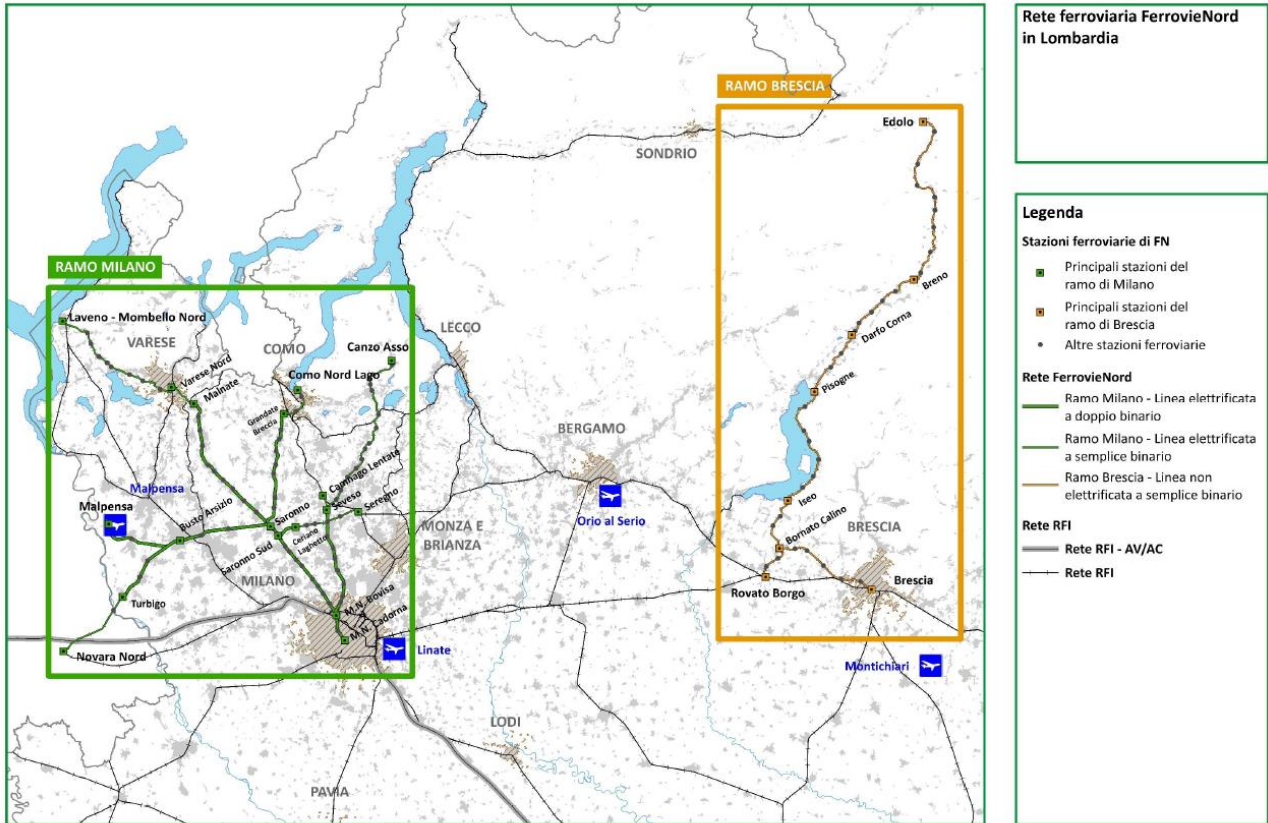 Rete ferroviaria FerrovieNord
in Lombardia
RAMO BRESCIA
Edolo
SONDRIO
Breno
Darfo Corna
Pisogne
Iseo
Bornato Calino
BRESCIA
Rovato Borgo
Brescia
Montichiari
RAMO MILANO
Laveno - Mombello Nord
VARESE
COMO
LECCO
Canzo Asso
Varese Nord
Como Nord Lago
Malnate
Grandate
Breccia
BERGAMO
Orio al Serio
Camnago Lentate
Seveso
Seregno
Malpensa
Malpensa
Busto Arsizio
Saronno
Ceriano
Laghetto
Saronno Sud
MONZA E
BRIANZA
MILANO
Turbigo
M.N. Bovisa
M.N. Cadorna
Novara Nord
Linate
LODI
PAVIA
Legenda
Stazioni ferroviarie di FN
Principali stazioni del
ramo di Milano
Principali stazioni del
ramo di Brescia
Altre stazioni ferroviarie
Rete FerrovieNord
Ramo Milano - Linea elettrificata
a doppio binario
Ramo Milano - Linea elettrificata
a semplice binario
Ramo Brescia - Linea non
elettrificata a semplice binario
Rete RFI
Rete RFI - AV/AC
Rete RFI